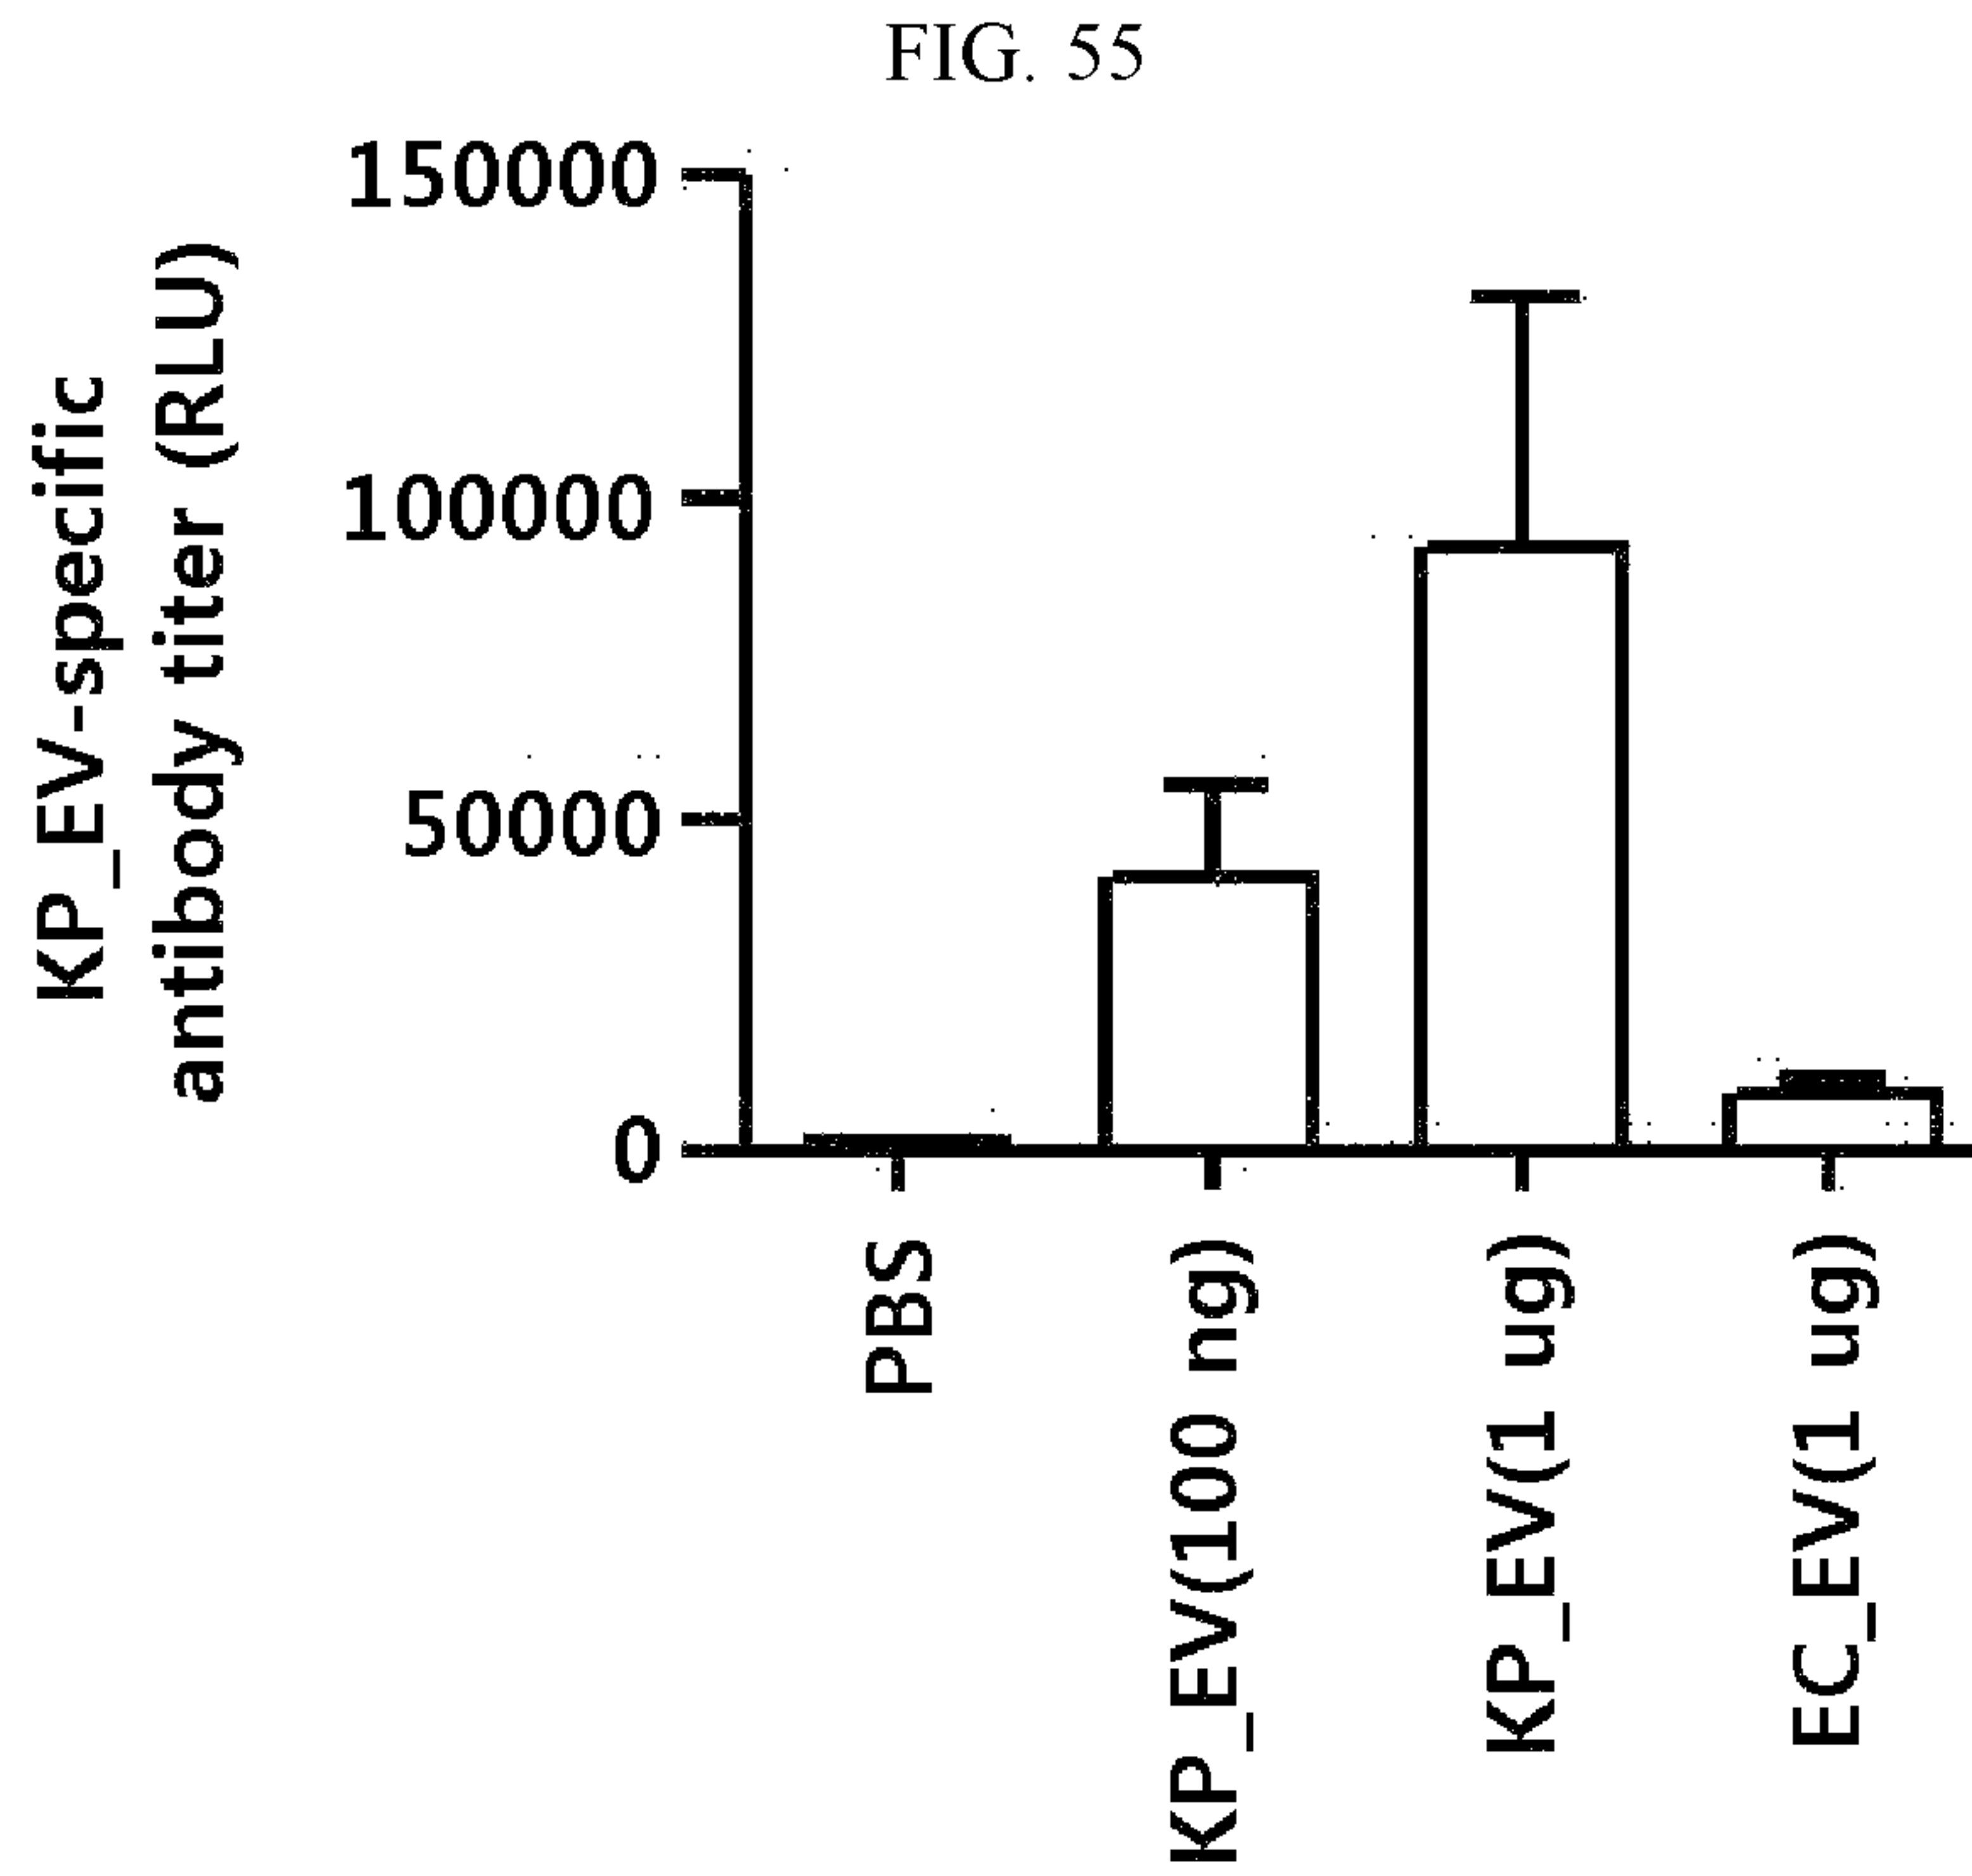 FIG. 55
KP_EV-specific
antibody titer (RLU)
150000
100000
50000
0
PBS
KP_EV(100 ng)
KP_EV(1 ug)
EC_EV(1 ug)